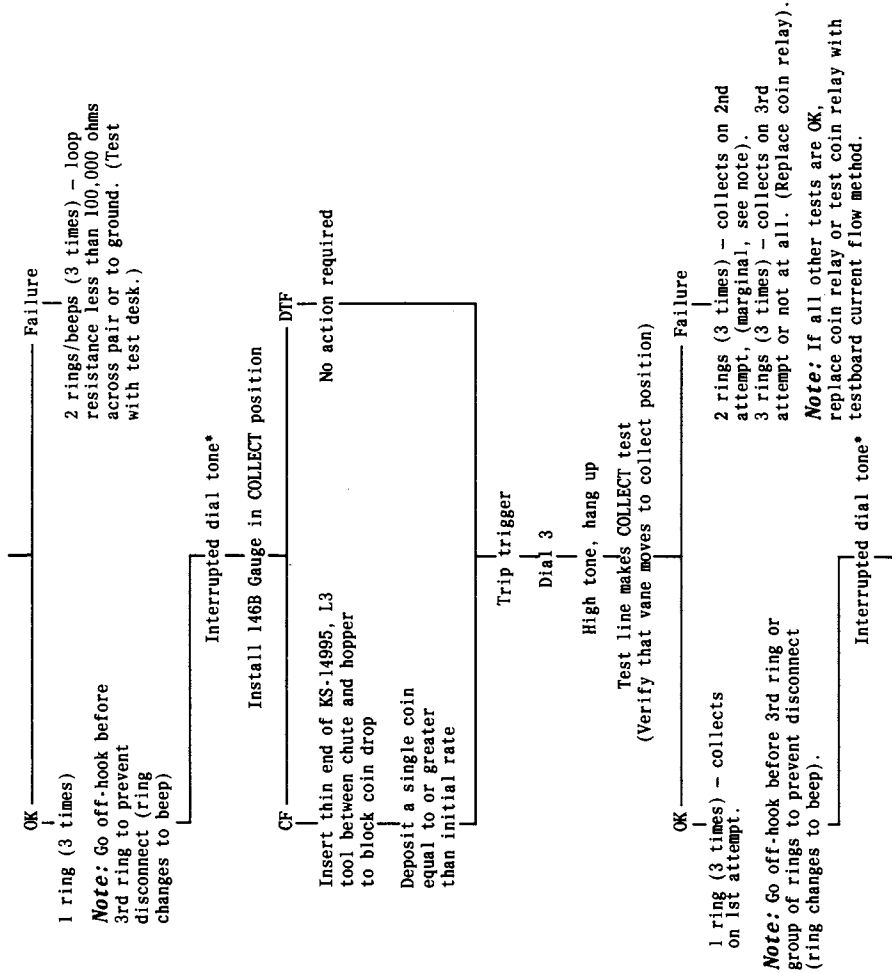 OK
Failure
1 ring (3 times)
Note: Go off-hook before
3rd ring to prevent
disconnect (ring
changes to beep)
2 rings/beeps (3 times) — loop
resistance less than 100,000 ohms
across pair or to ground. (Test
with test desk.)
Interrupted dial tone*
Install 146B Gauge in COLLECT position
CF
DTF
Insert thin end of KS-14995, L3
tool between chute and hopper
to block coin drop
No action required
Deposit a single coin
equal to or greater
than initial rate
Trip trigger
Dial 3
High tone, hang up
Test line makes COLLECT test
(Verify that vane moves to collect position)
OK
Failure
1 ring (3 times) — collects
on 1st attempt.
Note: Go off-hook before 3rd ring or
group of rings to prevent disconnect
(ring changes to beep).
2 rings (3 times) — collects on 2nd
attempt, (marginal, see note).
3 rings (3 times) — collects on 3rd
attempt or not at all. (Replace coin relay).
Note: If all other tests are OK,
replace coin relay or test coin relay with
testboard current flow method.
Interrupted dial tone*